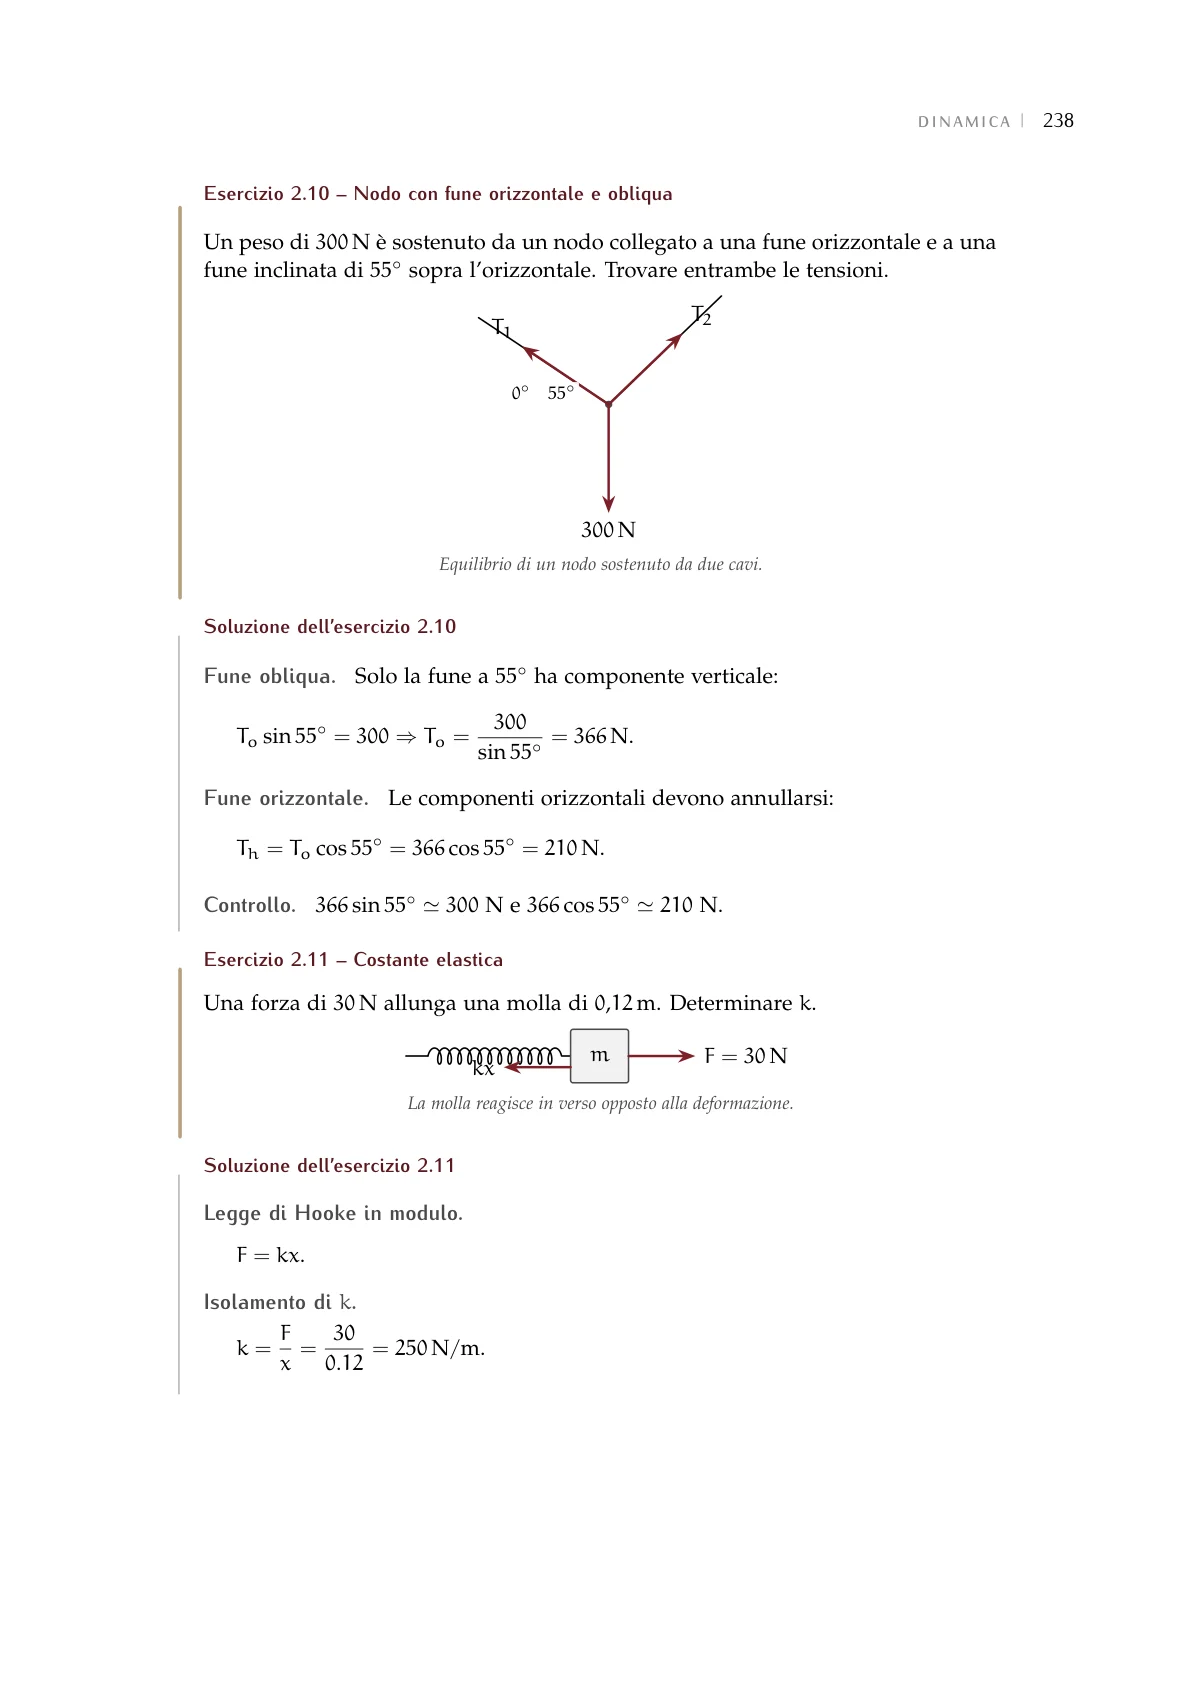 DINAMICA | 238
Esercizio 2.10 – Nodo con fune orizzontale e obliqua
Un peso di 300 N è sostenuto da un nodo collegato a una fune orizzontale e a una
fune inclinata di 55° sopra l'orizzontale. Trovare entrambe le tensioni.
T₁
T₂
0° 55°
300 N
Equilibrio di un nodo sostenuto da due cavi.
Soluzione dell'esercizio 2.10
Fune obliqua. Solo la fune a 55° ha componente verticale:
Tₒ sin 55° = 300 ⇒ Tₒ = 300 / sin 55° = 366 N.
Fune orizzontale. Le componenti orizzontali devono annullarsi:
Tₕ = Tₒ cos 55° = 366 cos 55° = 210 N.
Controllo. 366 sin 55° ≃ 300 N e 366 cos 55° ≃ 210 N.
Esercizio 2.11 – Costante elastica
Una forza di 30 N allunga una molla di 0,12 m. Determinare k.
kx
m
F = 30 N
La molla reagisce in verso opposto alla deformazione.
Soluzione dell'esercizio 2.11
Legge di Hooke in modulo.
F = kx.
Isolamento di k.
k = F / x = 30 / 0.12 = 250 N/m.